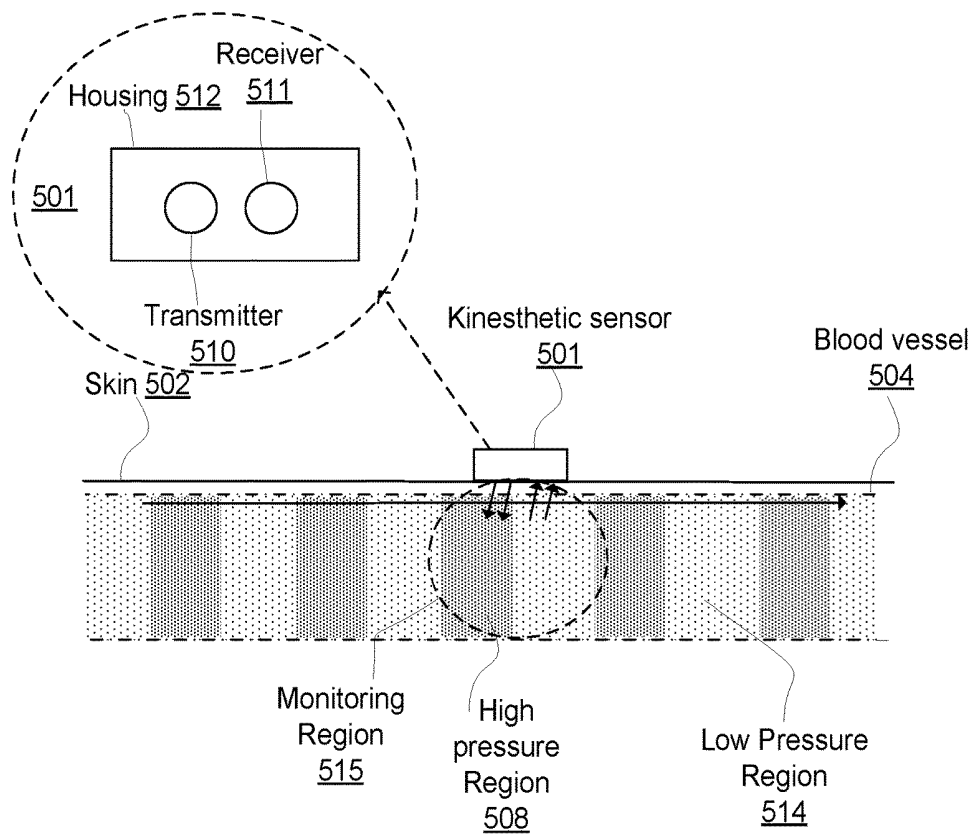 Receiver
511
Housing 512
501
Transmitter
510
Kinesthetic sensor
501
Blood vessel
504
Skin 502
Monitoring
Region
515
High
pressure
Region
508
Low Pressure
Region
514